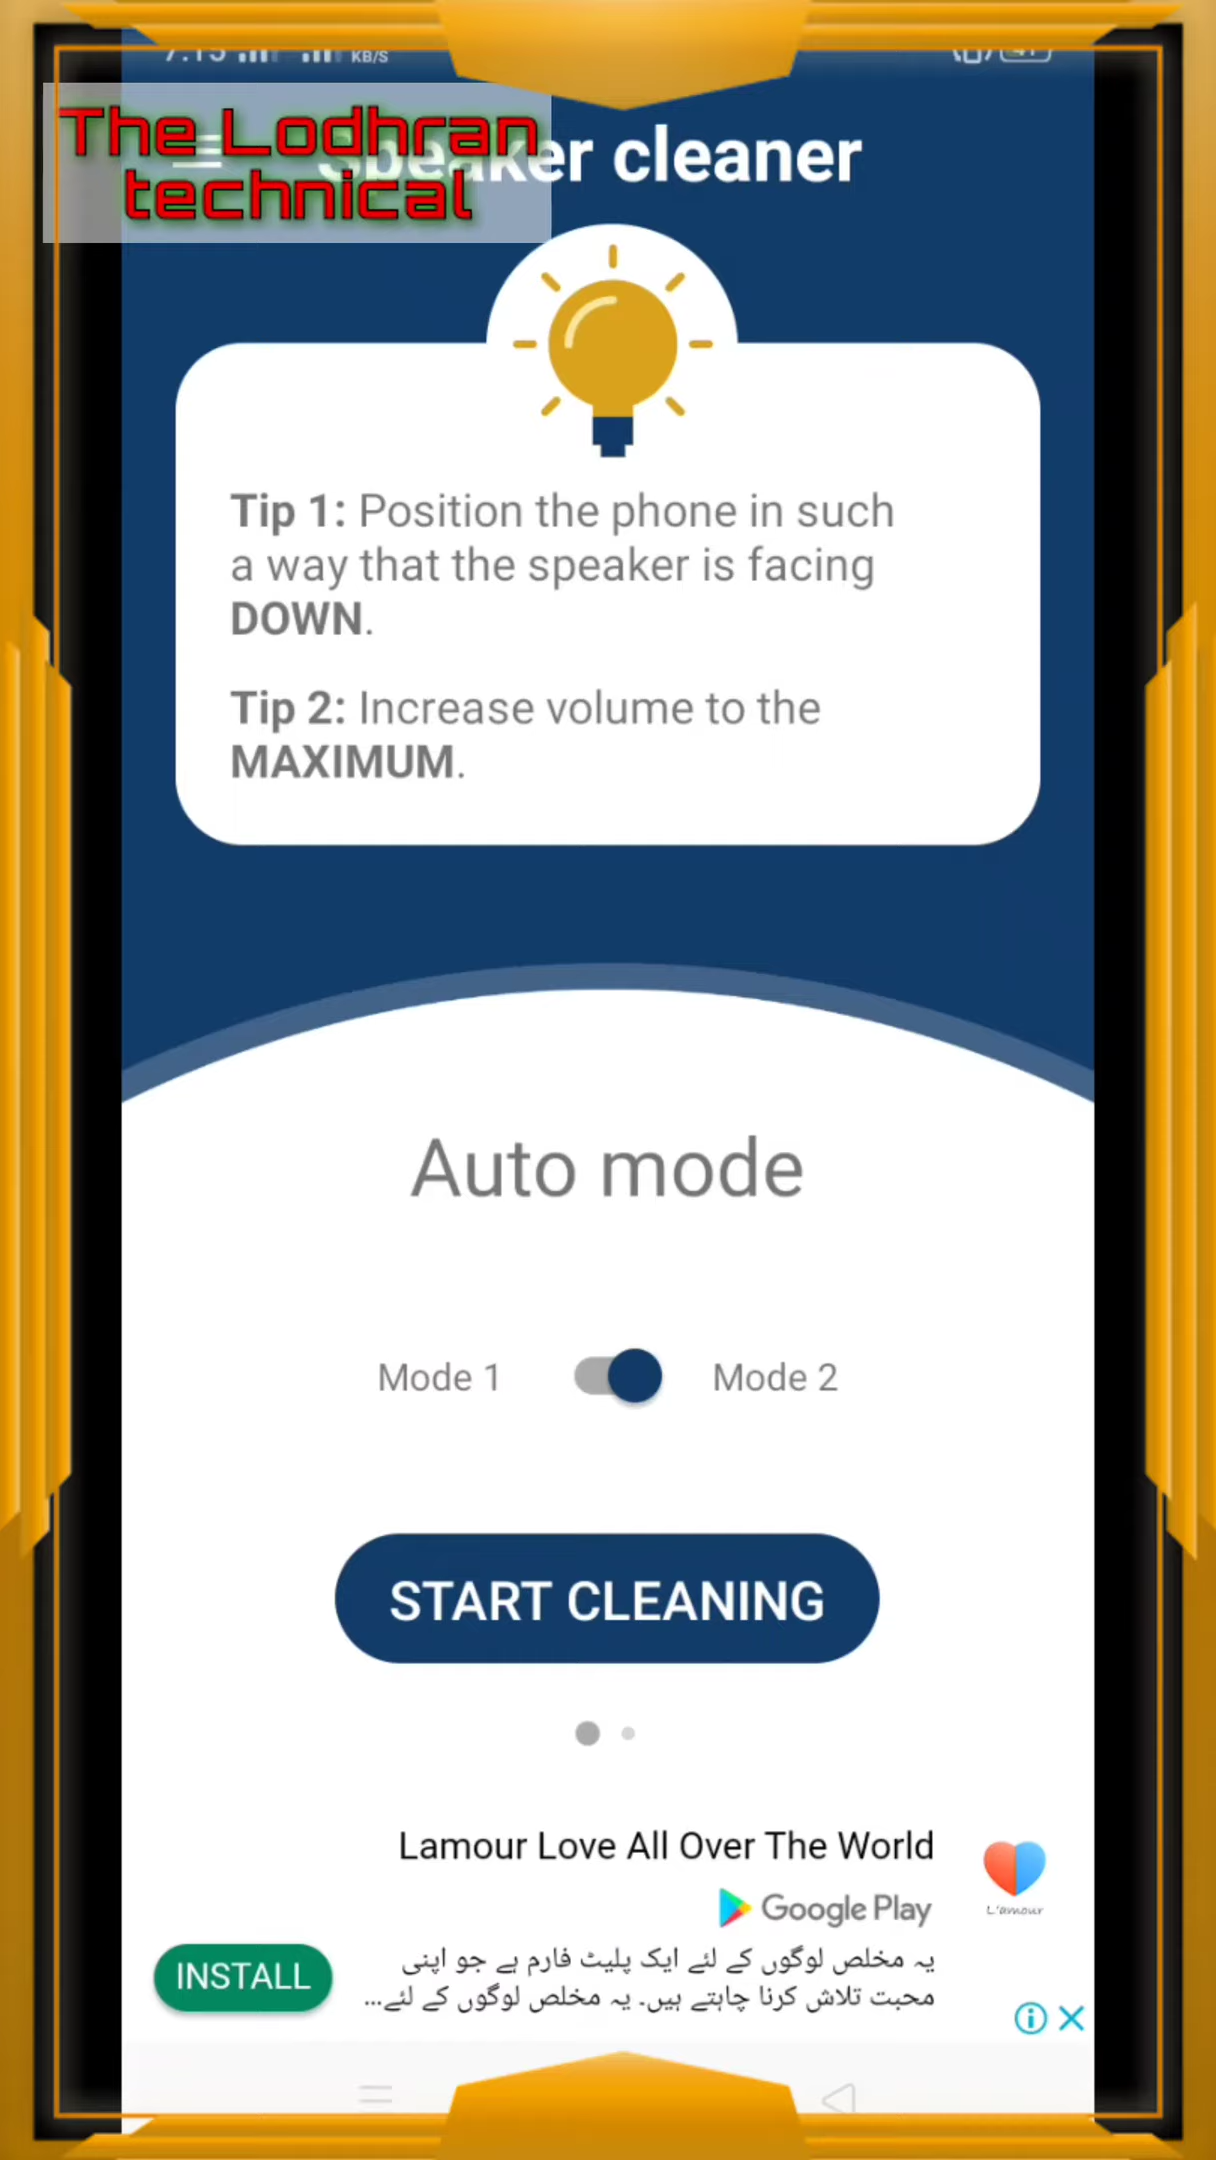 KB/S
The Lodhran
technical
Speaker cleaner
Tip 1: Position the phone in such
a way that the speaker is facing
DOWN.
Tip 2: Increase volume to the
MAXIMUM.
Auto mode
Mode 1
Mode 2
START CLEANING
Lamour Love All Over The World
Google Play
L'amour
یہ مخلص لوگوں کے لئے ایک پلیٹ فارم ہے جو اپنی
محبت تلاش کرنا چاہتے ہیں۔ یہ مخلص لوگوں کے لئے...
INSTALL